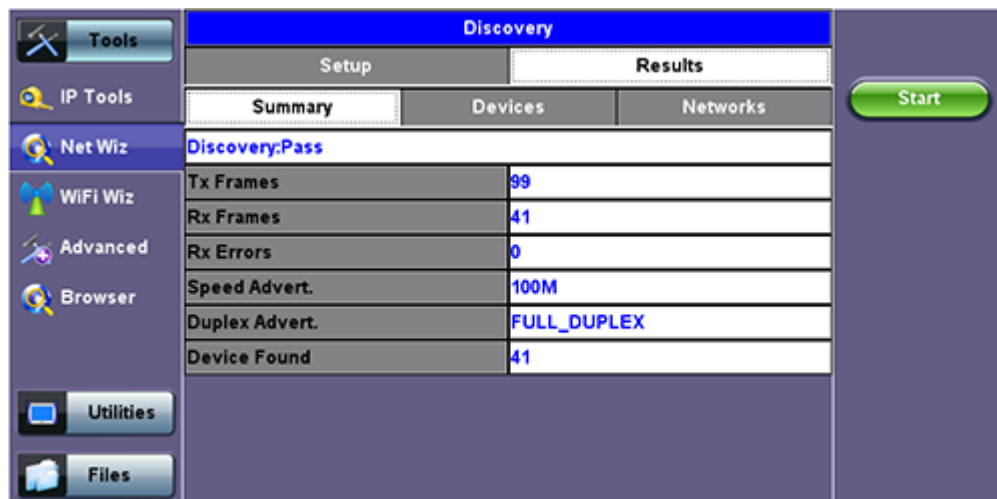 Tools
IP Tools
Net Wiz
WiFi Wiz
Advanced
Browser
Utilities
Files
Discovery
Setup Results
Summary Devices Networks
Discovery:Pass
Tx Frames 99
Rx Frames 41
Rx Errors 0
Speed Advert. 100M
Duplex Advert. FULL_DUPLEX
Device Found 41
Start